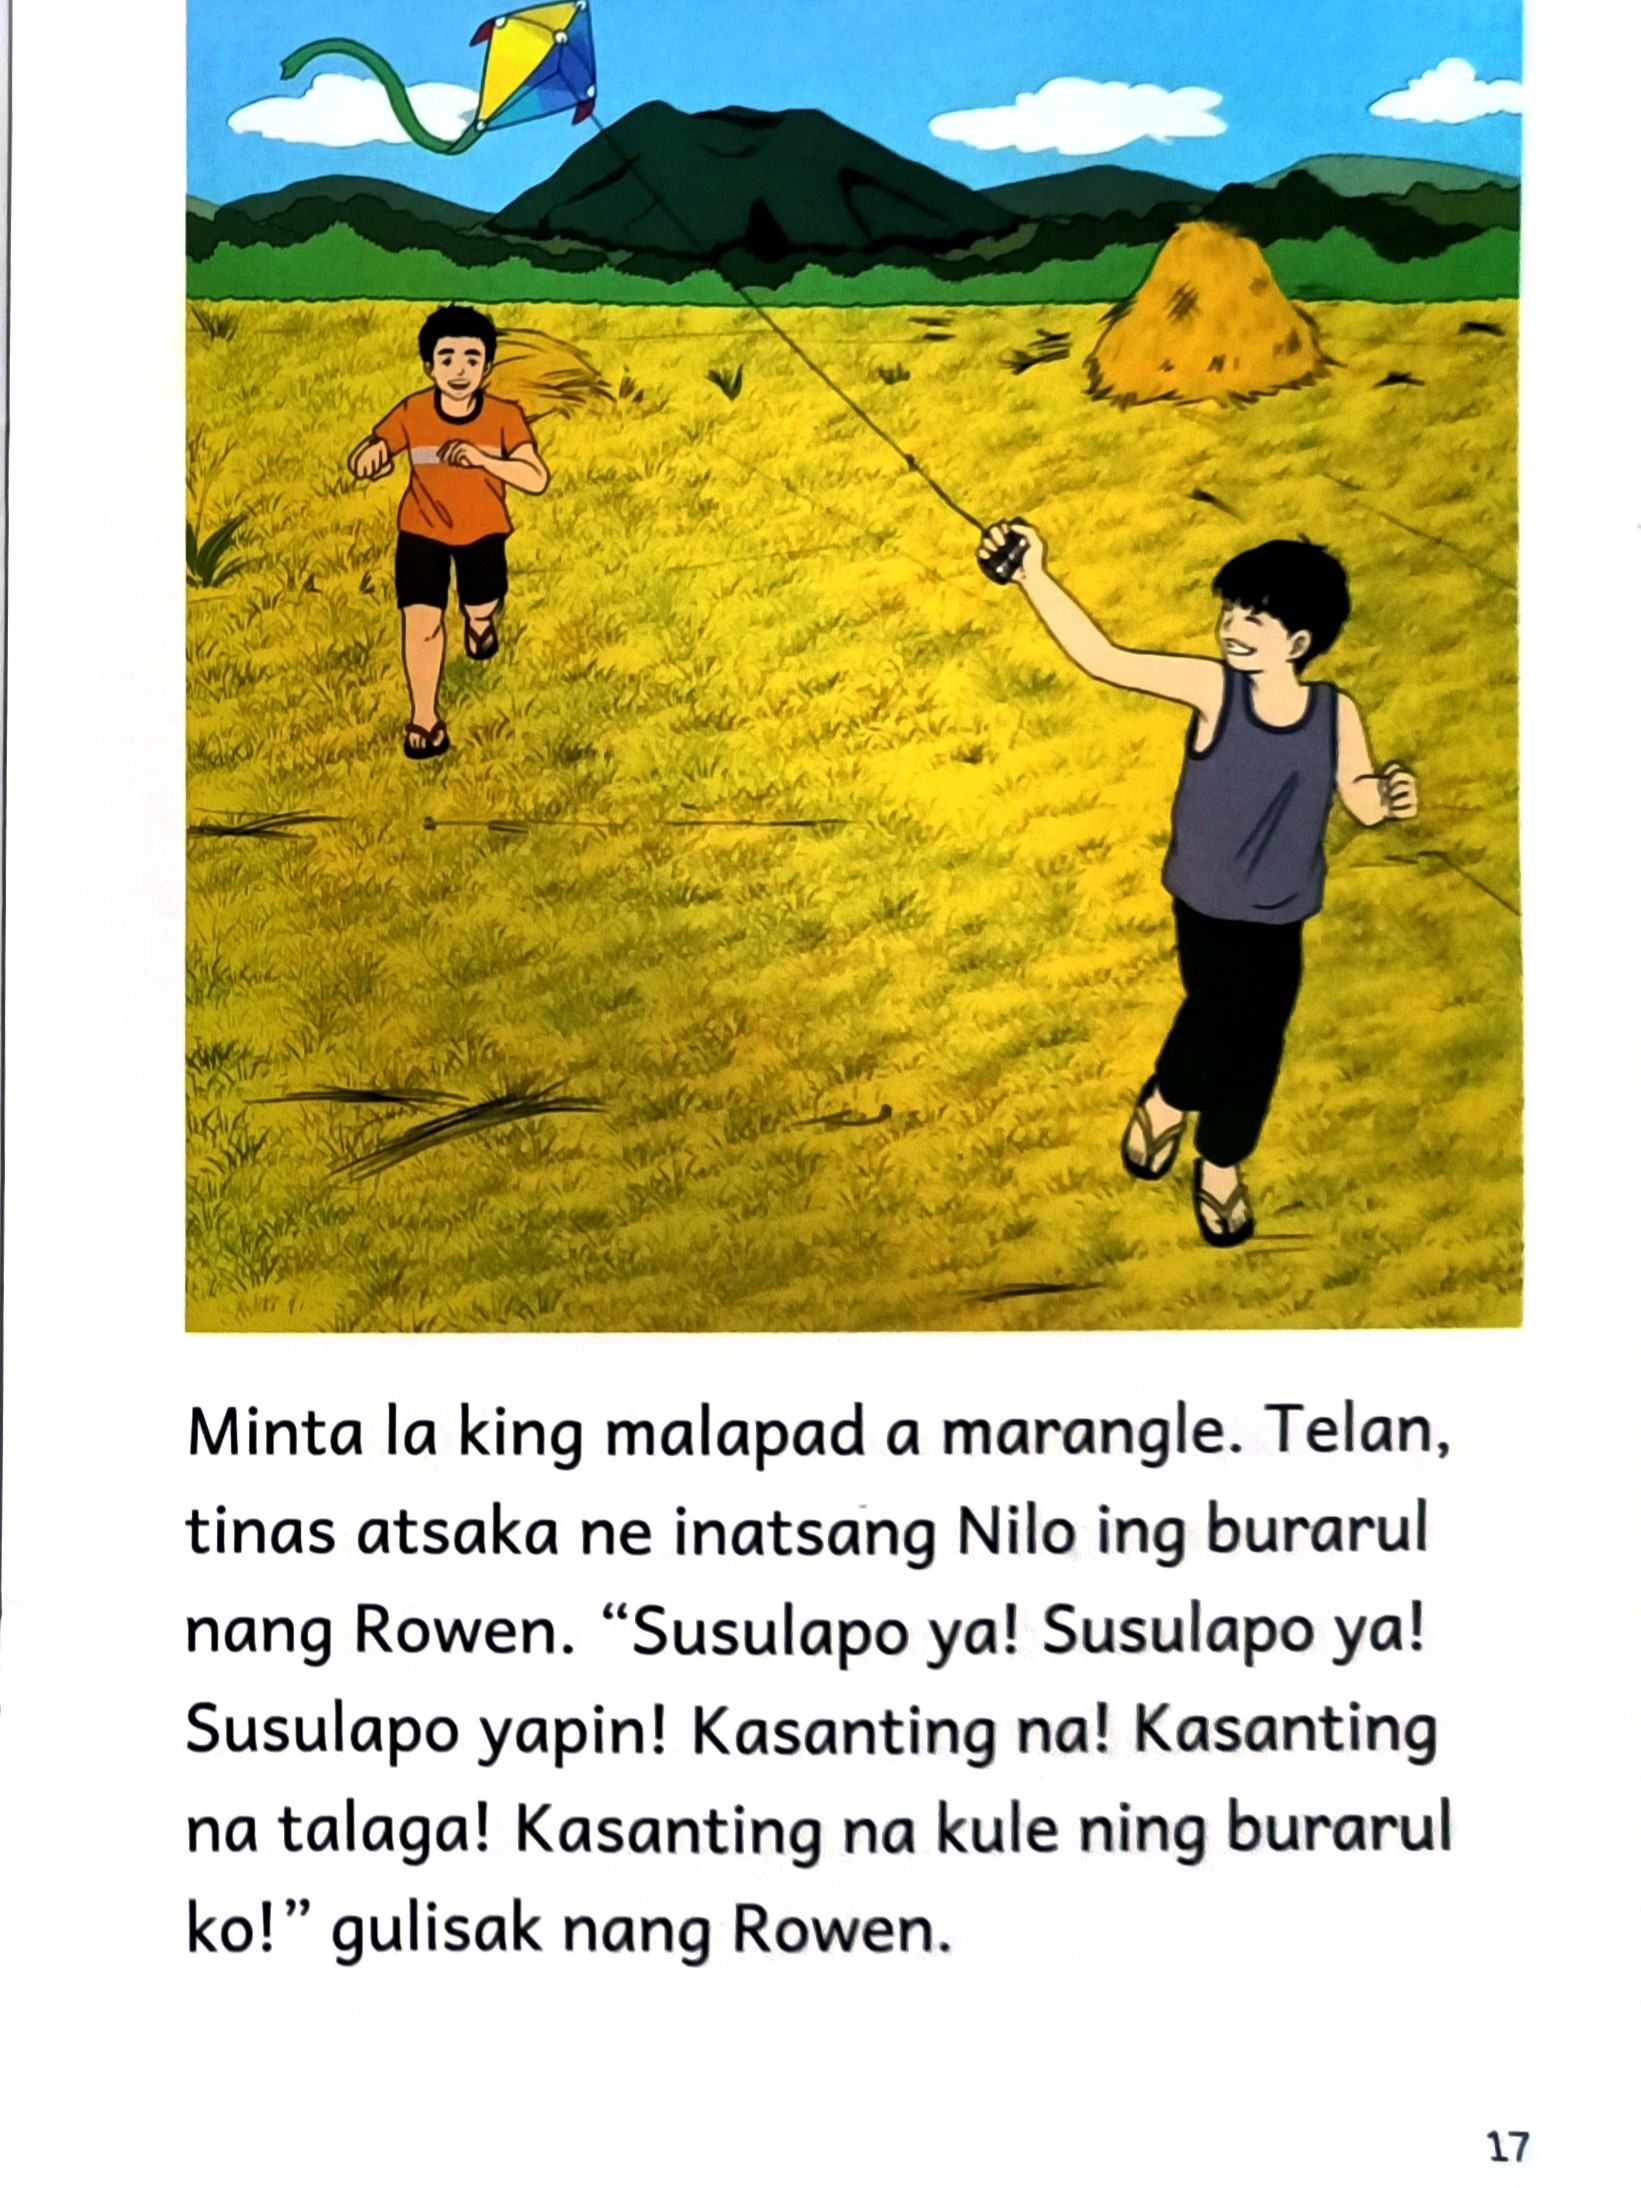 Minta la king malapad a marangle. Telan,
tinas atsaka ne inatsang Nilo ing burarul
nang Rowen. “Susulapo ya! Susulapo ya!
Susulapo yapin! Kasanting na! Kasanting
na talaga! Kasanting na kule ning burarul
ko!” gulisak nang Rowen.
17